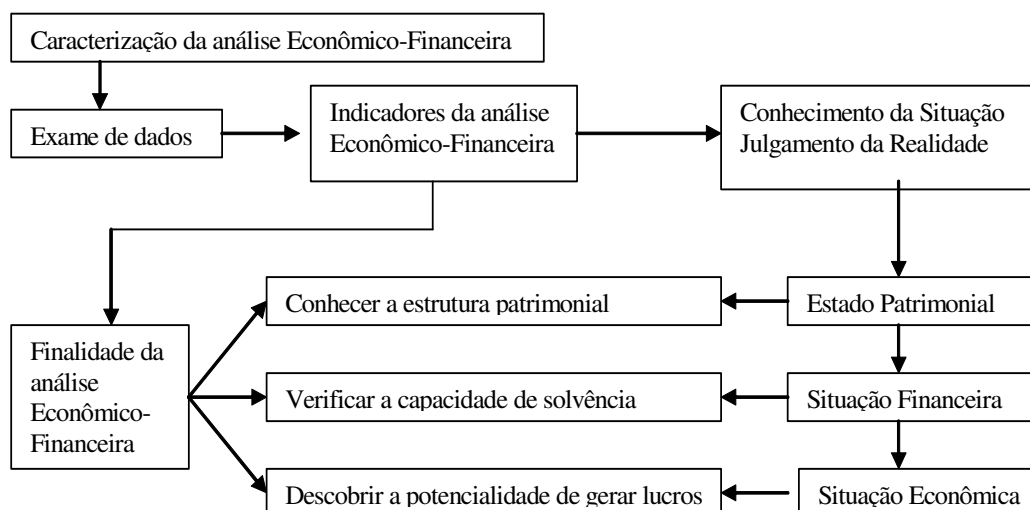 Caracterização da análise Econômico-Financeira
Exame de dados
Indicadores da análise
Econômico-Financeira
Conhecimento da Situação
Julgamento da Realidade
Conhecer a estrutura patrimonial
Estado Patrimonial
Finalidade da
análise
Econômico-
Financeira
Verificar a capacidade de solvência
Situação Financeira
Descobrir a potencialidade de gerar lucros
Situação Econômica